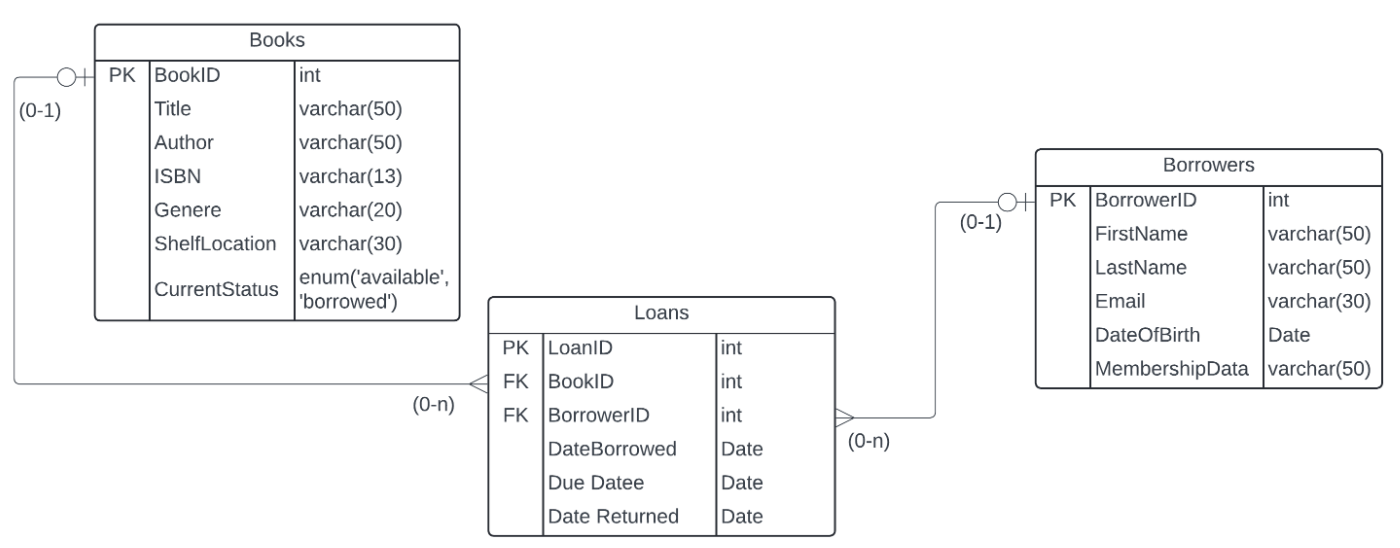 Books
PK BookID int
Title varchar(50)
Author varchar(50)
ISBN varchar(13)
Genere varchar(20)
ShelfLocation varchar(30)
CurrentStatus enum('available',
'borrowed')
(0-1)
(0-n)
Loans
PK LoanID int
FK BookID int
FK BorrowerID int
DateBorrowed Date
Due Datee Date
Date Returned Date
(0-n)
(0-1)
Borrowers
PK BorrowerID int
FirstName varchar(50)
LastName varchar(50)
Email varchar(30)
DateOfBirth Date
MembershipData varchar(50)